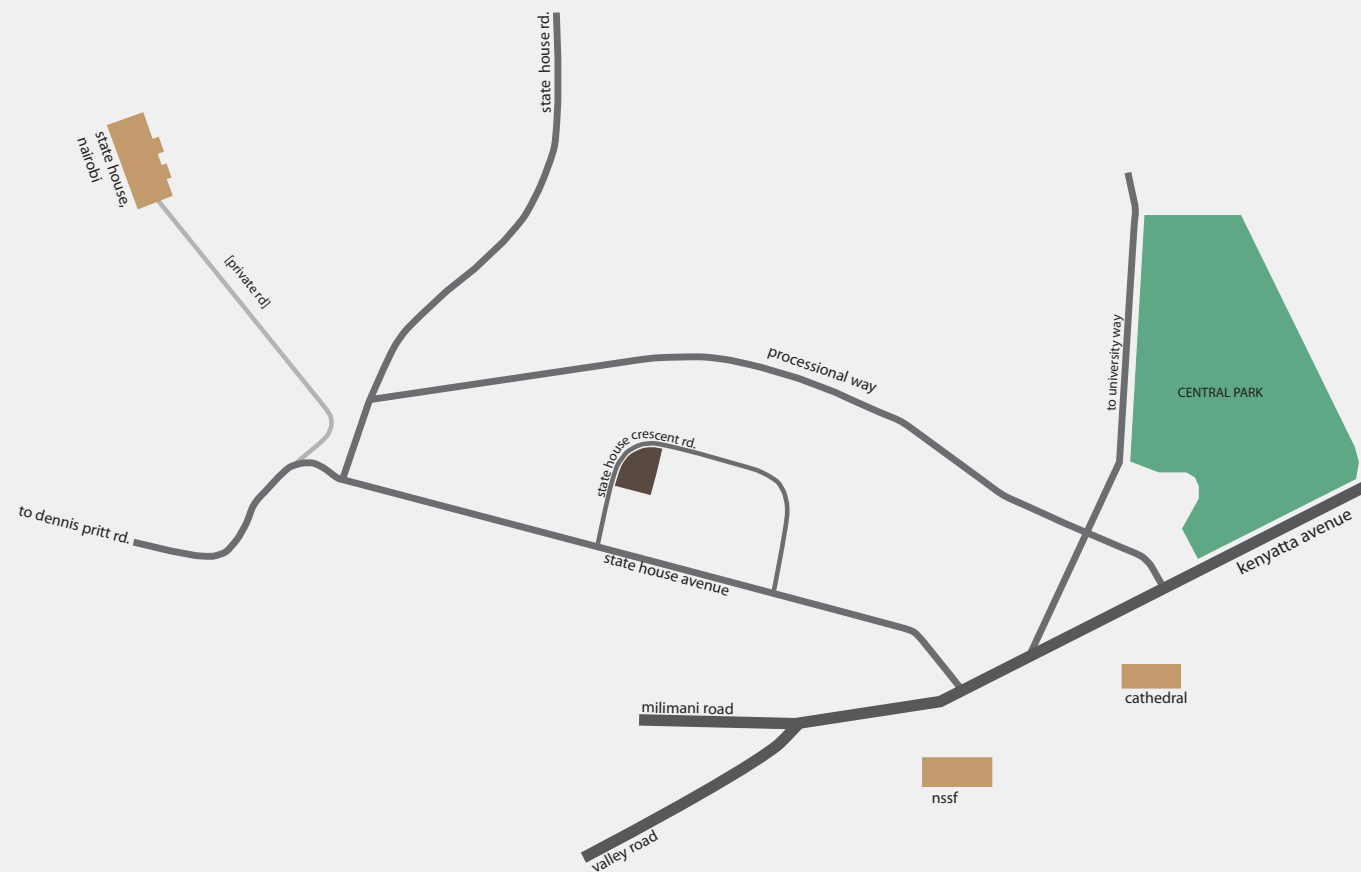 state house rd.
state house,
nairobi
[private rd]
to university way
processional way
CENTRAL PARK
state house crescent rd.
to dennis pritt rd.
kenyatta avenue
state house avenue
cathedral
milimani road
nssf
valley road